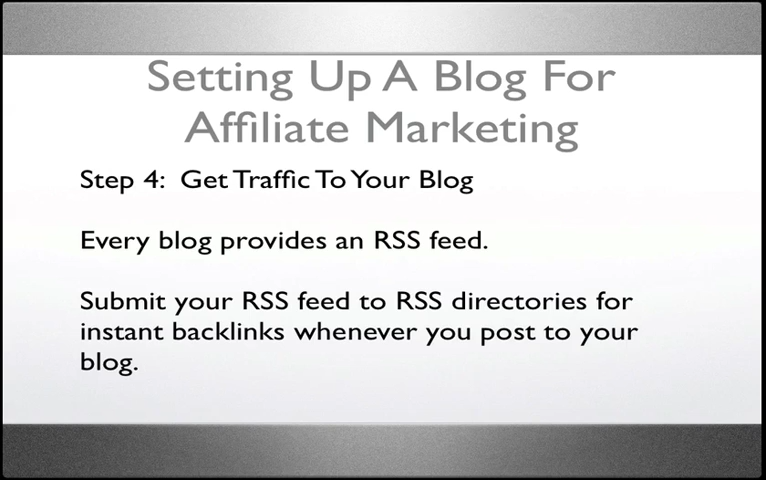 Setting Up A Blog For
Affiliate Marketing
Step 4:  Get Traffic To Your Blog
Every blog provides an RSS feed.
Submit your RSS feed to RSS directories for
instant backlinks whenever you post to your
blog.